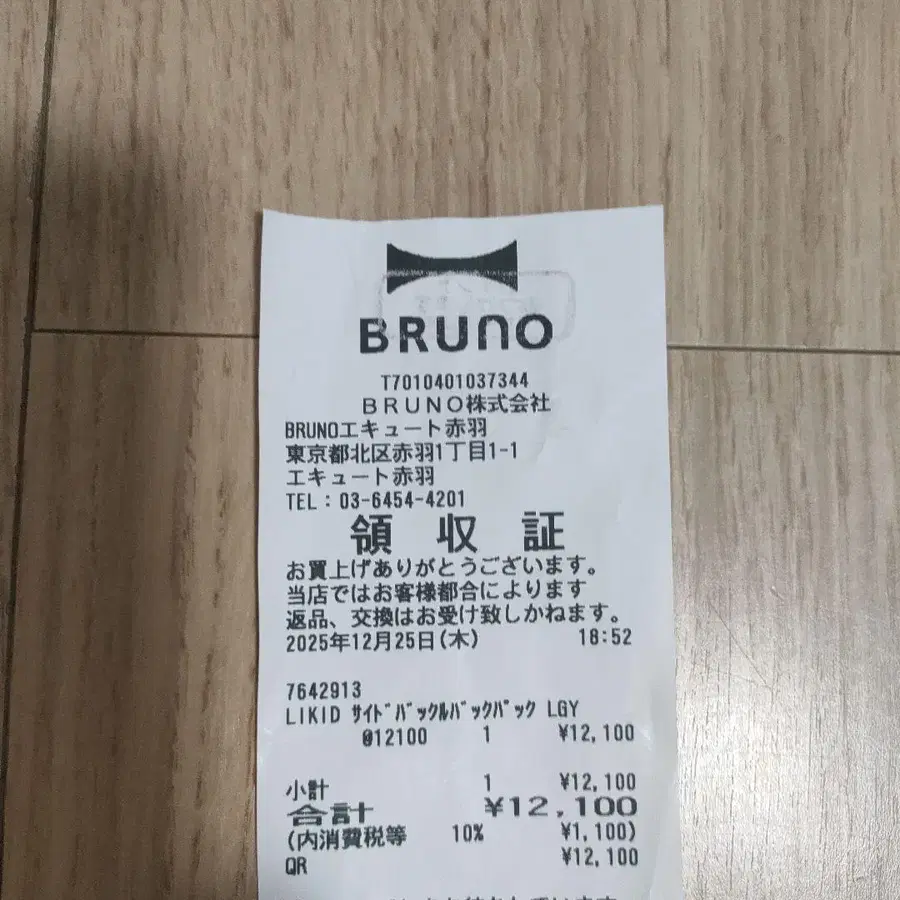 BRUNO
T7010401037344
BRUNO株式会社
BRUNOエキュート赤羽
東京都北区赤羽1丁目1-1
エキュート赤羽
TEL：03-6454-4201
領 収 証
お買上げありがとうございます。
当店ではお客様都合によります
返品、交換はお受け致しかねます。
2025年12月25日(木) 18:52
7642913
LIKID ｻｲﾄﾞﾊﾞｯｸﾙﾊﾞｯｸﾊﾟｯｸ LGY
@12100 1 ¥12,100
小計 1 ¥12,100
合計 ¥12,100
(内消費税等 10% ¥1,100)
QR ¥12,100